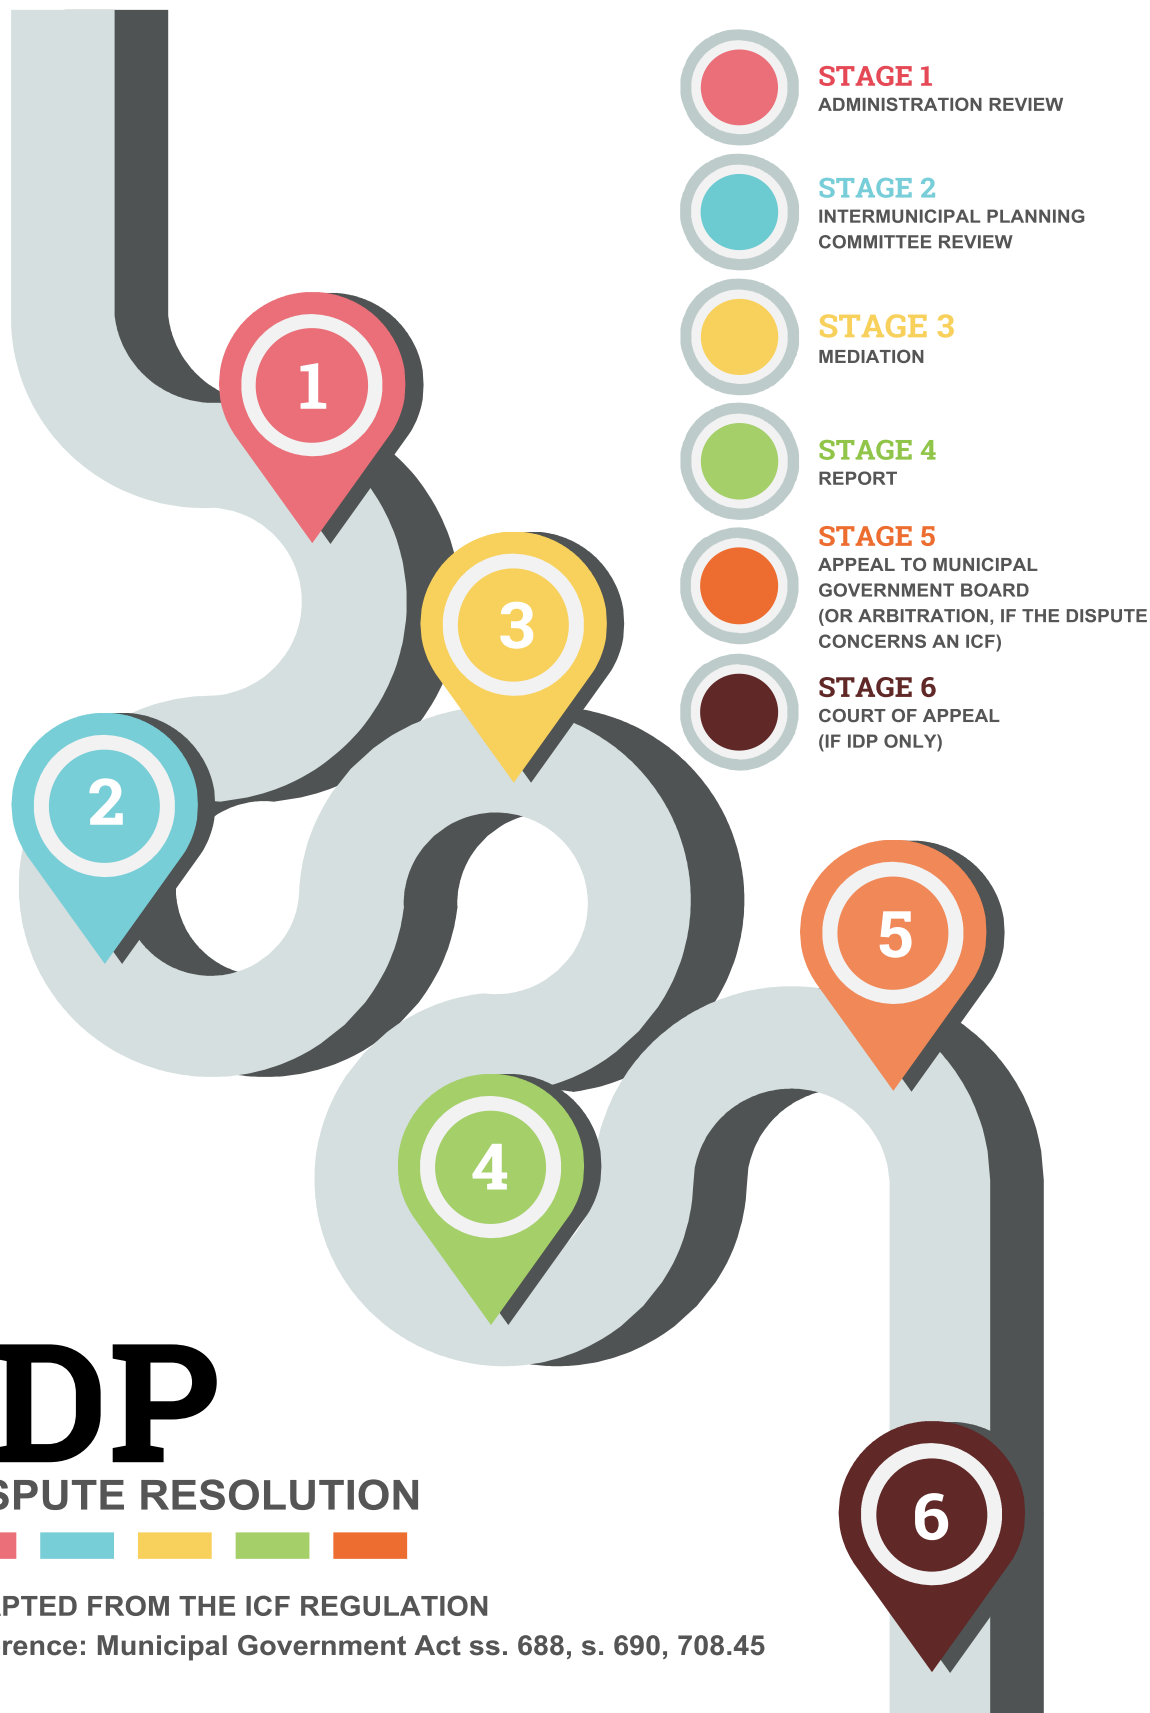 STAGE 1
ADMINISTRATION REVIEW
STAGE 2
INTERMUNICIPAL PLANNING
COMMITTEE REVIEW
STAGE 3
MEDIATION
STAGE 4
REPORT
STAGE 5
APPEAL TO MUNICIPAL
GOVERNMENT BOARD
(OR ARBITRATION, IF THE DISPUTE
CONCERNS AN ICF)
STAGE 6
COURT OF APPEAL
(IF IDP ONLY)
1
3
2
5
4
6
DP
SPUTE RESOLUTION
APTED FROM THE ICF REGULATION
rence: Municipal Government Act ss. 688, s. 690, 708.45